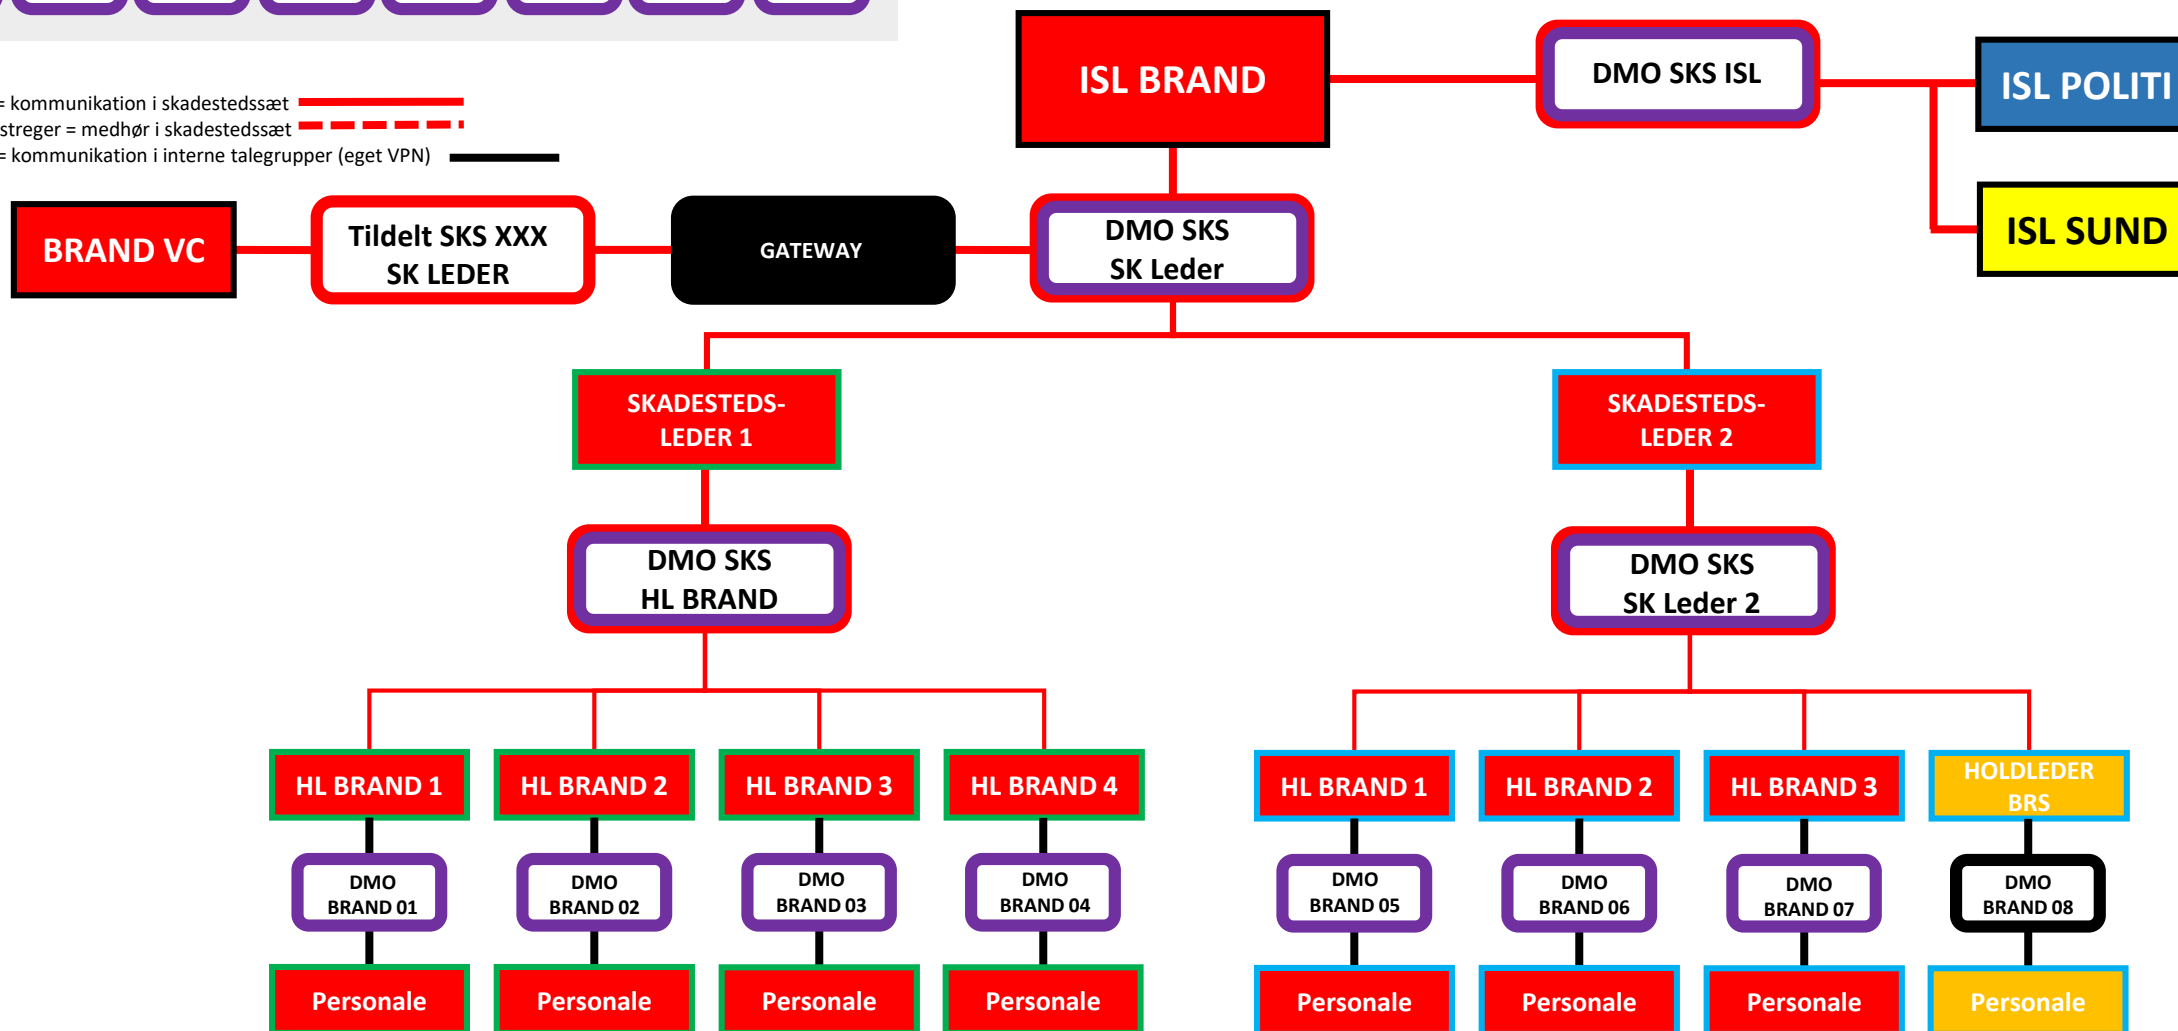 ISL BRAND
DMO SKS ISL
ISL POLITI
= kommunikation i skadestedssæt
streger = medhør i skadestedssæt
= kommunikation i interne talegrupper (eget VPN)
BRAND VC
Tildelt SKS XXX
SK LEDER
GATEWAY
DMO SKS
SK Leder
ISL SUND
SKADESTEDS-
LEDER 1
SKADESTEDS-
LEDER 2
DMO SKS
HL BRAND
DMO SKS
SK Leder 2
HL BRAND 1
HL BRAND 2
HL BRAND 3
HL BRAND 4
HL BRAND 1
HL BRAND 2
HL BRAND 3
HOLDLEDER
BRS
DMO
BRAND 01
DMO
BRAND 02
DMO
BRAND 03
DMO
BRAND 04
DMO
BRAND 05
DMO
BRAND 06
DMO
BRAND 07
DMO
BRAND 08
Personale
Personale
Personale
Personale
Personale
Personale
Personale
Personale